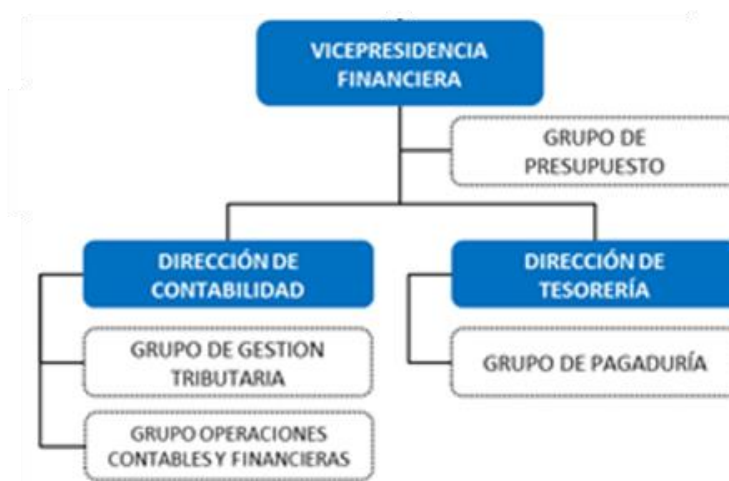 VICEPRESIDENCIA
FINANCIERA
GRUPO DE
PRESUPUESTO
DIRECCIÓN DE
CONTABILIDAD
DIRECCIÓN DE
TESORERÍA
GRUPO DE GESTION
TRIBUTARIA
GRUPO DE PAGADURÍA
GRUPO OPERACIONES
CONTABLES Y FINANCIERAS